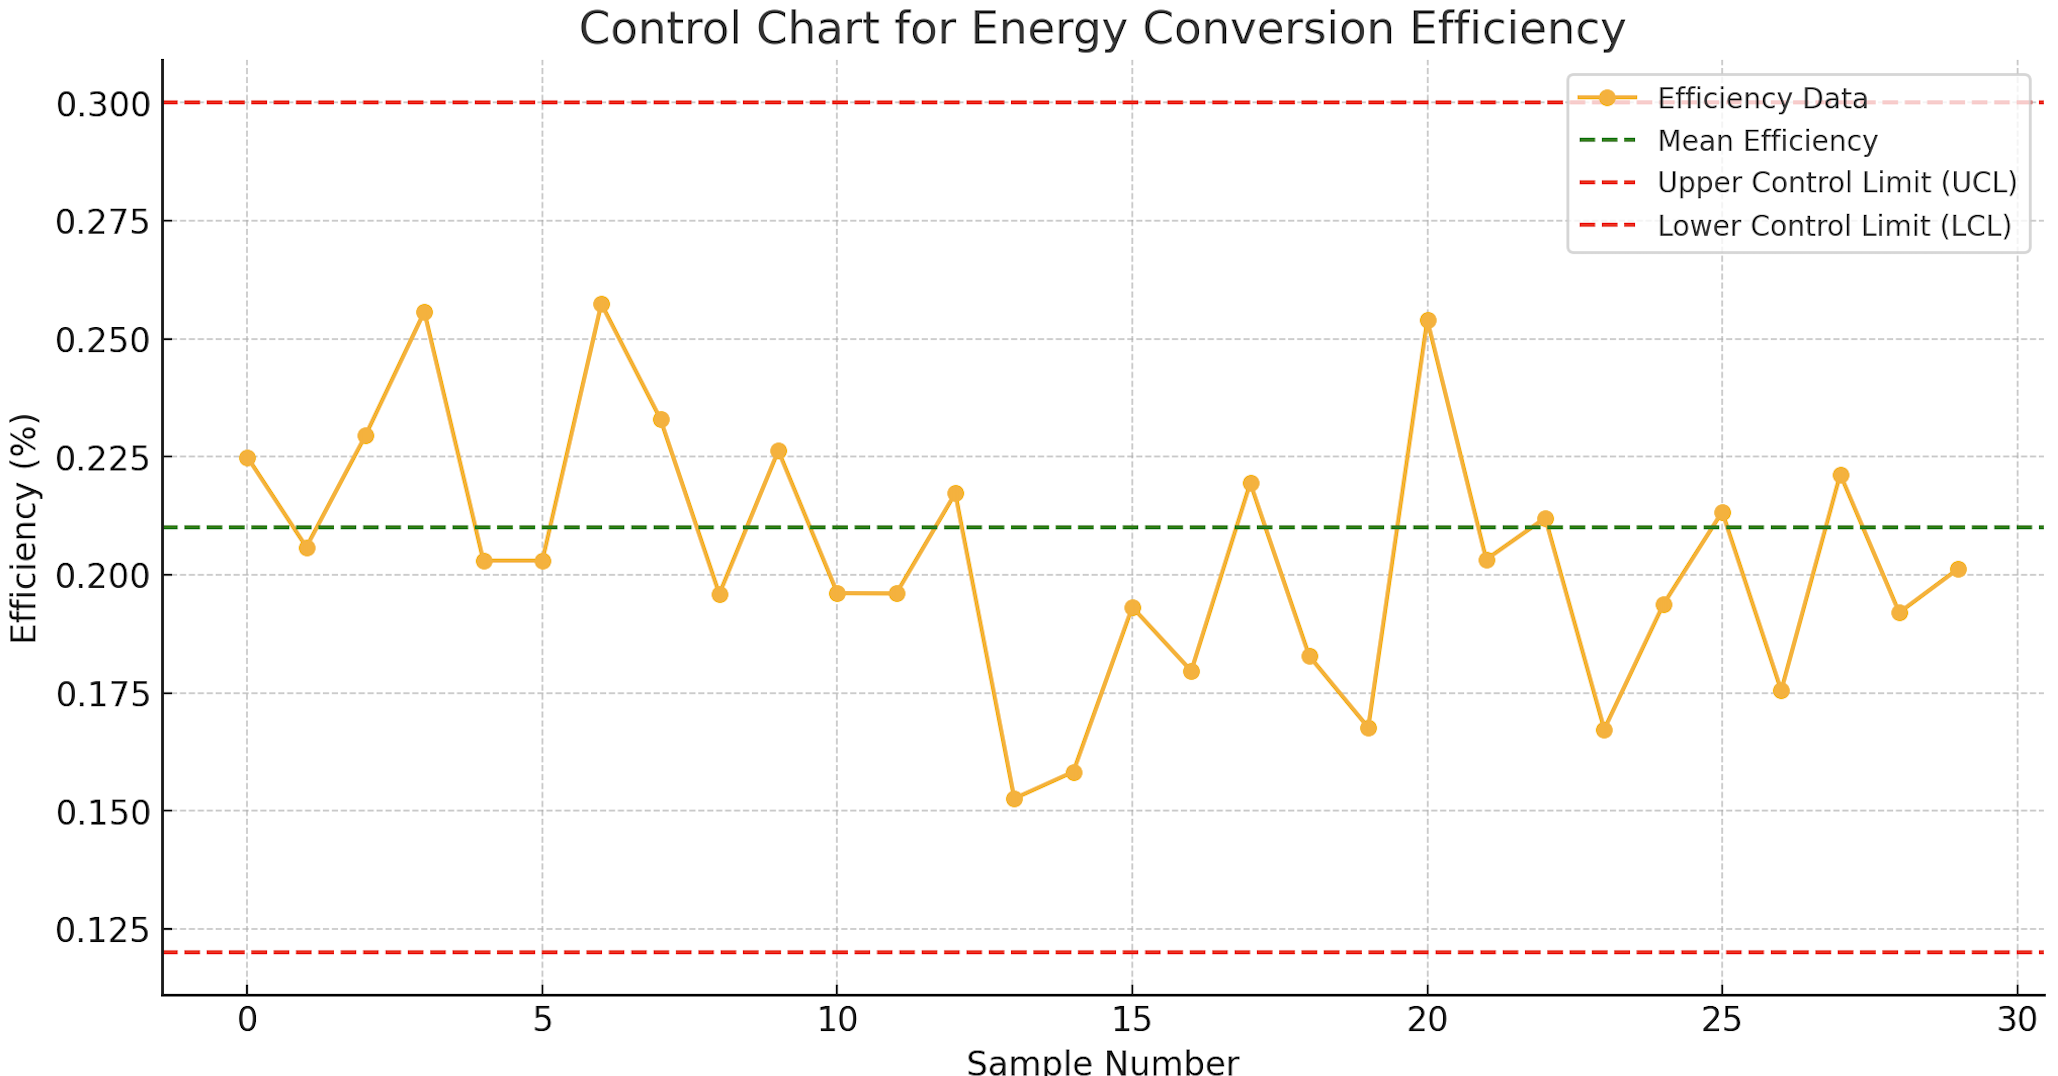 Control Chart for Energy Conversion Efficiency
Efficiency Data
Mean Efficiency
Upper Control Limit (UCL)
Lower Control Limit (LCL)
Efficiency (%)
0.300
0.275
0.250
0.225
0.200
0.175
0.150
0.125
0 5 10 15 20 25 30
Sample Number